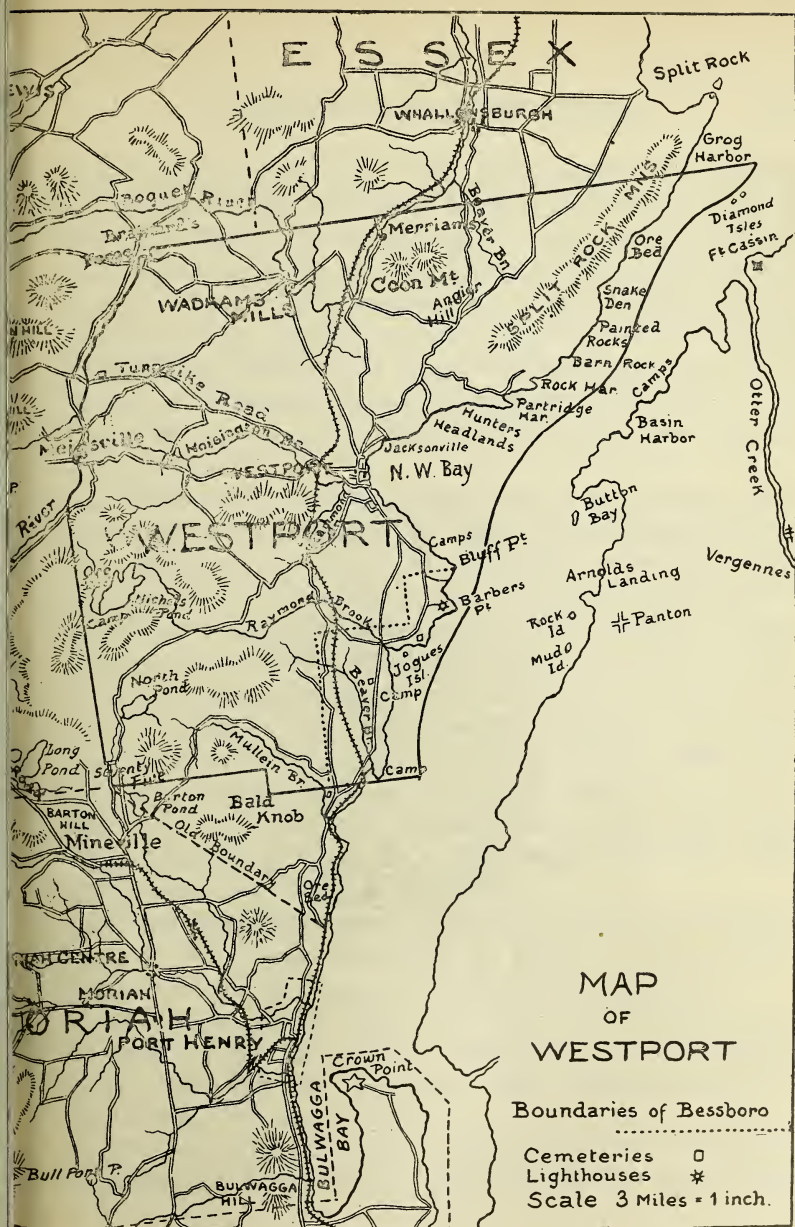 ESSEX
Split Rock
WHALLONSBURGH
Grog
Harbor
SPLIT ROCK MTS
Diamond
Isles
Ft Cassin
Merriams
Beaver Bn
Ore
Bed
Coon Mt
Angier
Hill
WADHAMS
MILLS
Snake
Den
Painted
Rocks
Barn Rock
Rock Har.
Partridge
Har.
Hunters
Headlands
Camps
Otter Creek
Basin
Harbor
Turnpike Road
Jacksonville
N.W. Bay
WESTPORT
Button
Bay
River
WESTPORT
Camps
Bluff Pt
Vergennes
Arnolds
Landing
Barbers
Pt
Raymond Brook
Rock
Id
Panton
Mud
Id.
Jogues
Isl.
Camp
Beaver Br
North
Pond
Mullein Br.
Long
Pond
Camp
Barton
Pond
Bald
Knob
BARTON
HILL
Mineville
Old Boundary
Ore
Bed
MORIAH
PORT HENRY
Crown
Point
BULWAGGA
BAY
BULWAGGA
HILL
MAP
OF
WESTPORT
Boundaries of Bessboro
Cemeteries
Lighthouses
Scale 3 Miles = 1 inch.